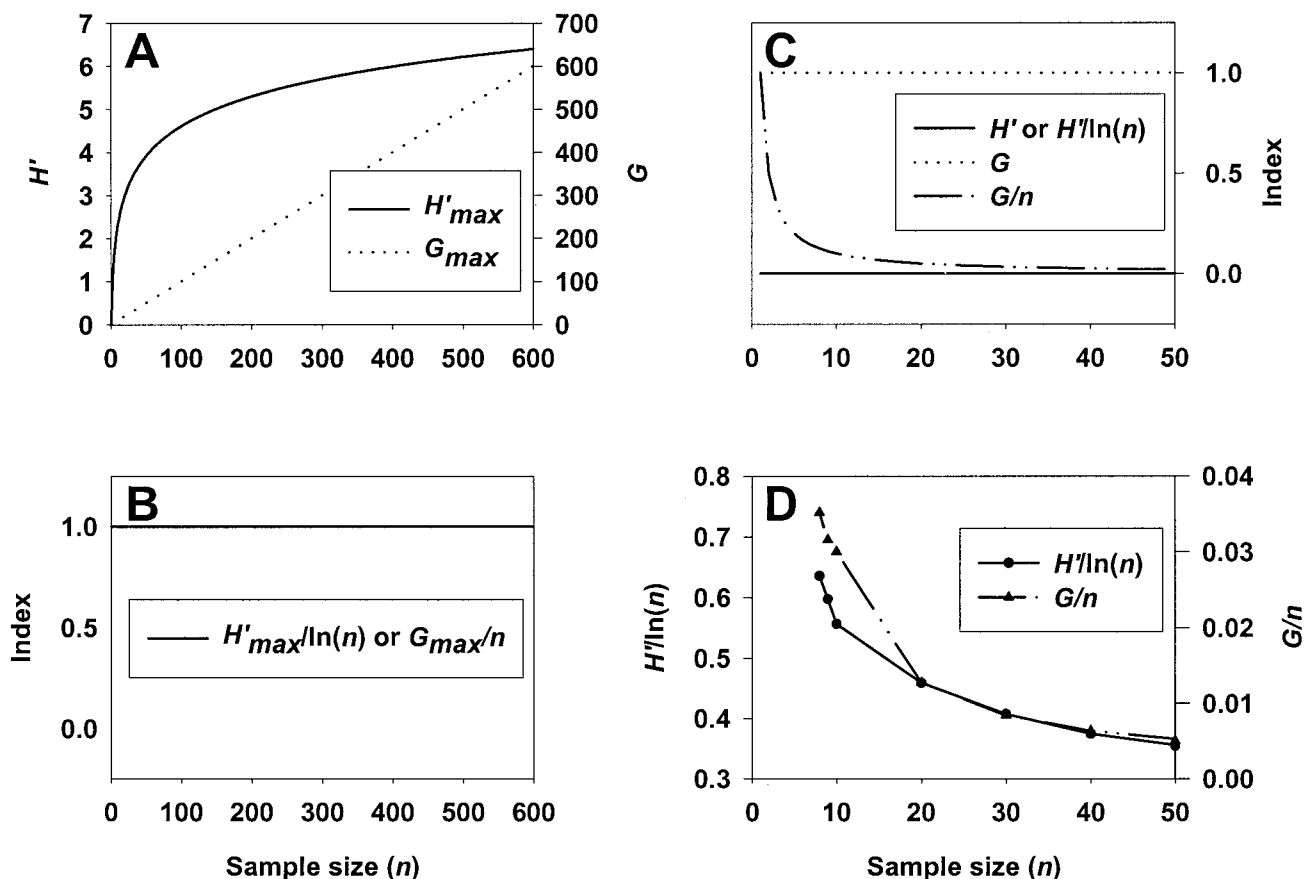 A
7
6
5
4
3
2
1
0
H'
700
600
500
400
300
200
100
0
G
H'max
Gmax
0 100 200 300 400 500 600
C
1.0
0.5
0.0
Index
H' or H'/ln(n)
G
G/n
0 10 20 30 40 50
B
1.0
0.5
0.0
Index
H'max/ln(n) or Gmax/n
0 100 200 300 400 500 600
Sample size (n)
D
0.8
0.7
0.6
0.5
0.4
0.3
H'/ln(n)
0.04
0.03
0.02
0.01
0.00
G/n
H'/ln(n)
G/n
0 10 20 30 40 50
Sample size (n)